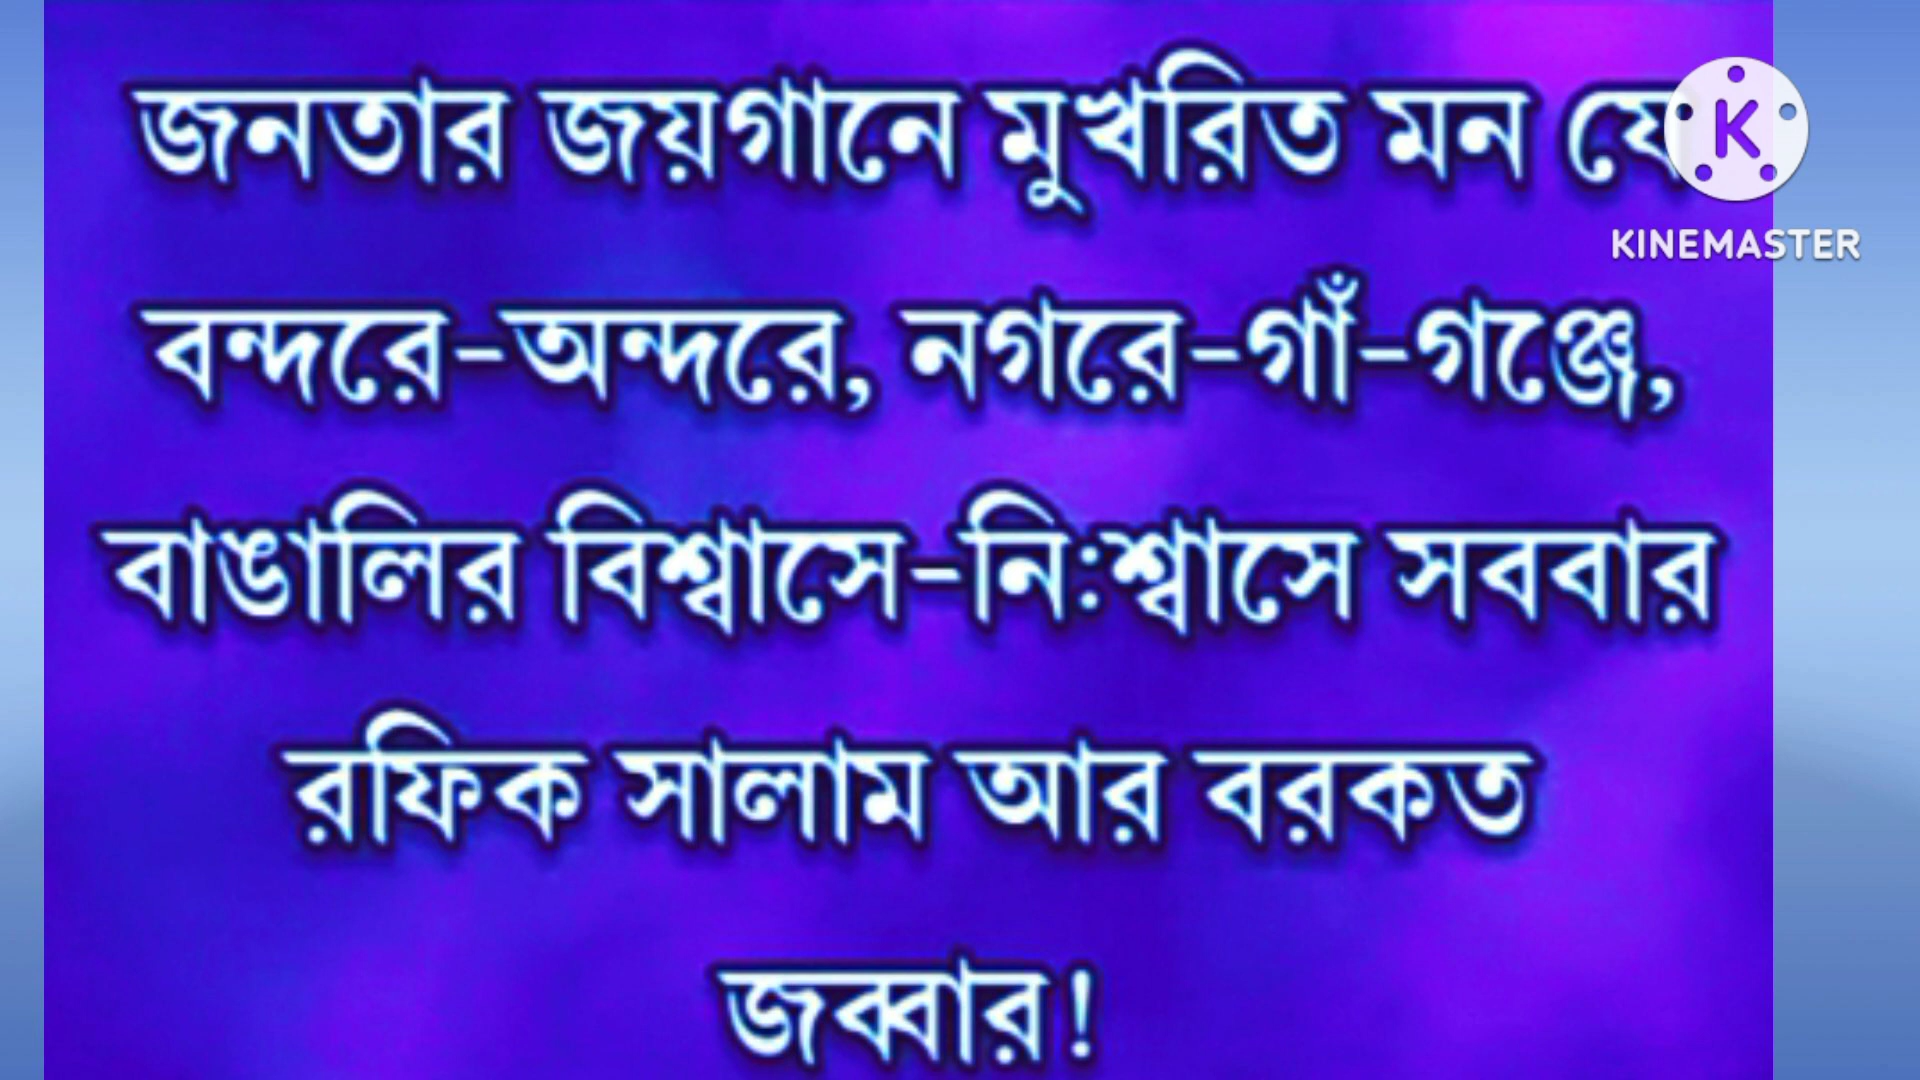 জনতার জয়গানে মুখরিত মন যে
বন্দরে-অন্দরে, নগরে-গাঁ-গঞ্জে,
বাঙালির বিশ্বাসে-নি:শ্বাসে সববার
রফিক সালাম আর বরকত
জব্বার!
K
KINEMASTER